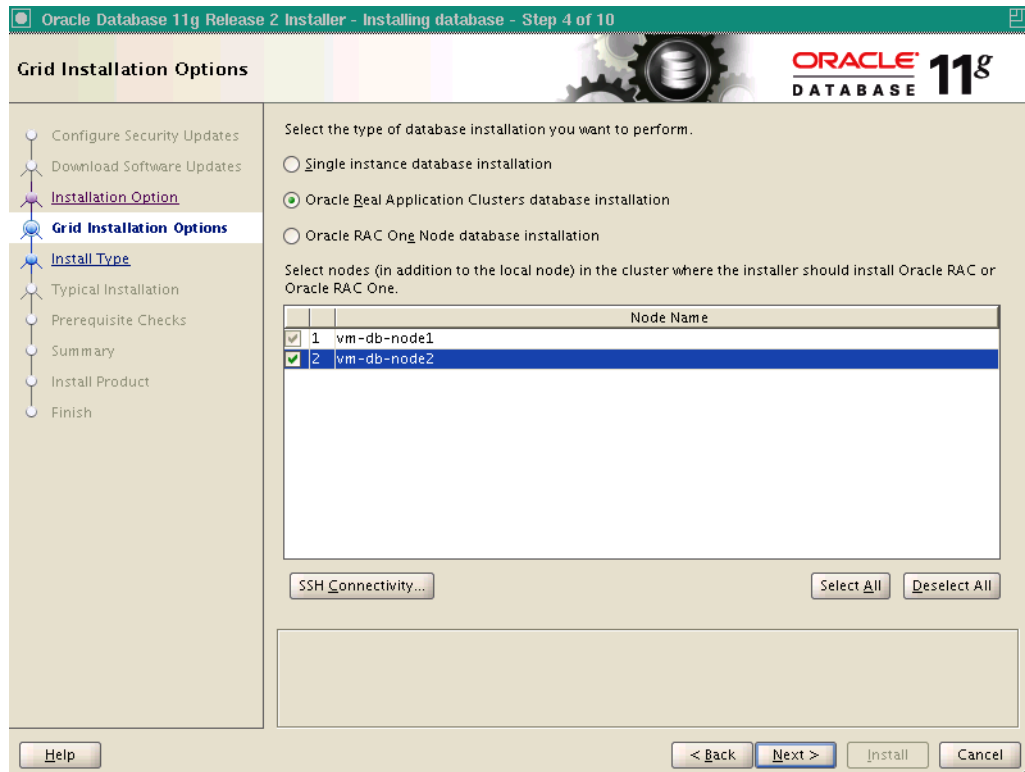 Oracle Database 11g Release 2 Installer - Installing database - Step 4 of 10
Grid Installation Options
ORACLE
DATABASE
11g
Configure Security Updates
Download Software Updates
Installation Option
Grid Installation Options
Install Type
Typical Installation
Prerequisite Checks
Summary
Install Product
Finish
Select the type of database installation you want to perform.
Single instance database installation
Oracle Real Application Clusters database installation
Oracle RAC One Node database installation
Select nodes (in addition to the local node) in the cluster where the installer should install Oracle RAC or
Oracle RAC One.
Node Name
1 vm-db-node1
2 vm-db-node2
SSH Connectivity...
Select All
Deselect All
Help
< Back
Next >
Install
Cancel